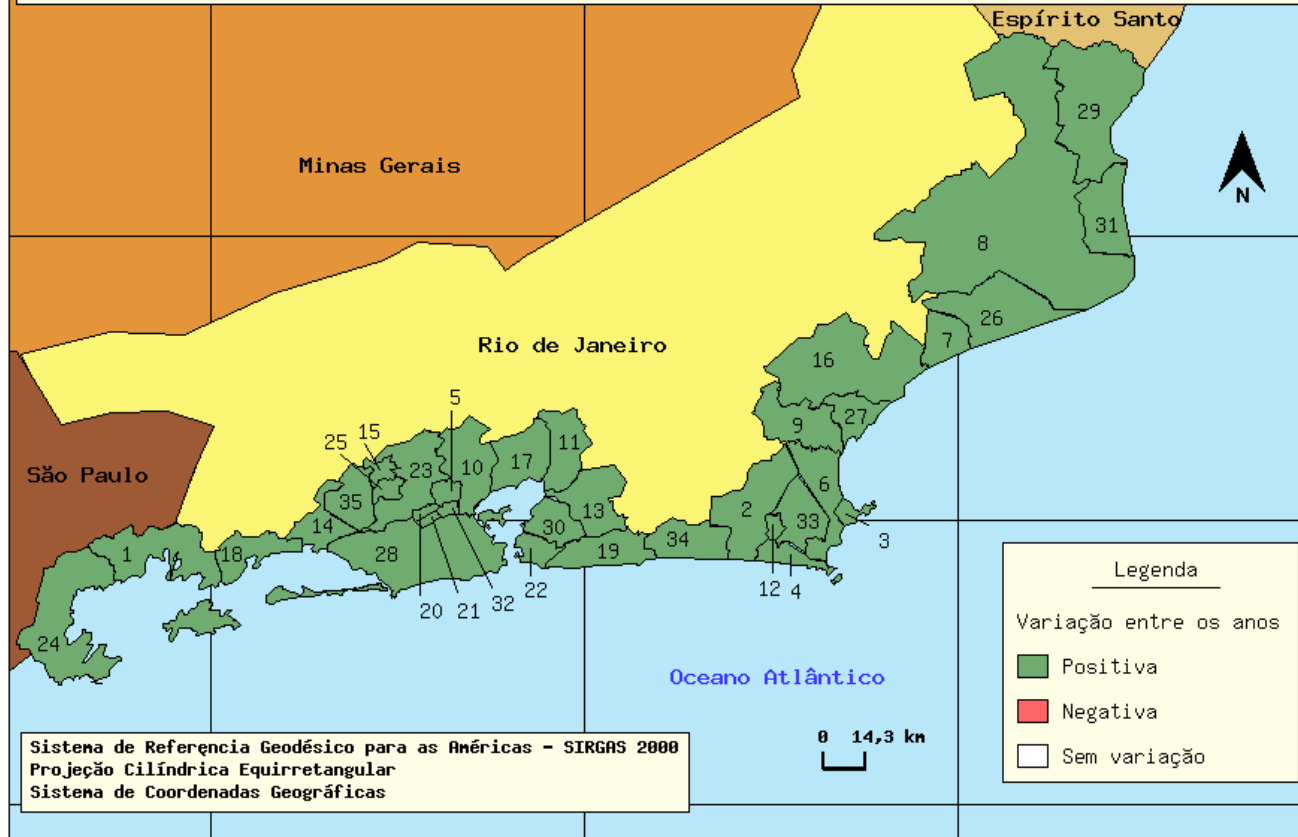 Espírito Santo
29
Minas Gerais
N
31
8
26
Rio de Janeiro
7
16
5
27
15
9
25
11
23
17
10
São Paulo
6
35
2
13
33
14
30
34
3
28
1
18
19
12
4
22
32
20
21
24
Legenda
Variação entre os anos
Positiva
Negativa
Sem variação
Oceano Atlântico
0 14,3 km
Sistema de Referençia Geodésico para as Américas - SIRGAS 2000
Projeção Cilíndrica Equirretangular
Sistema de Coordenadas Geográficas